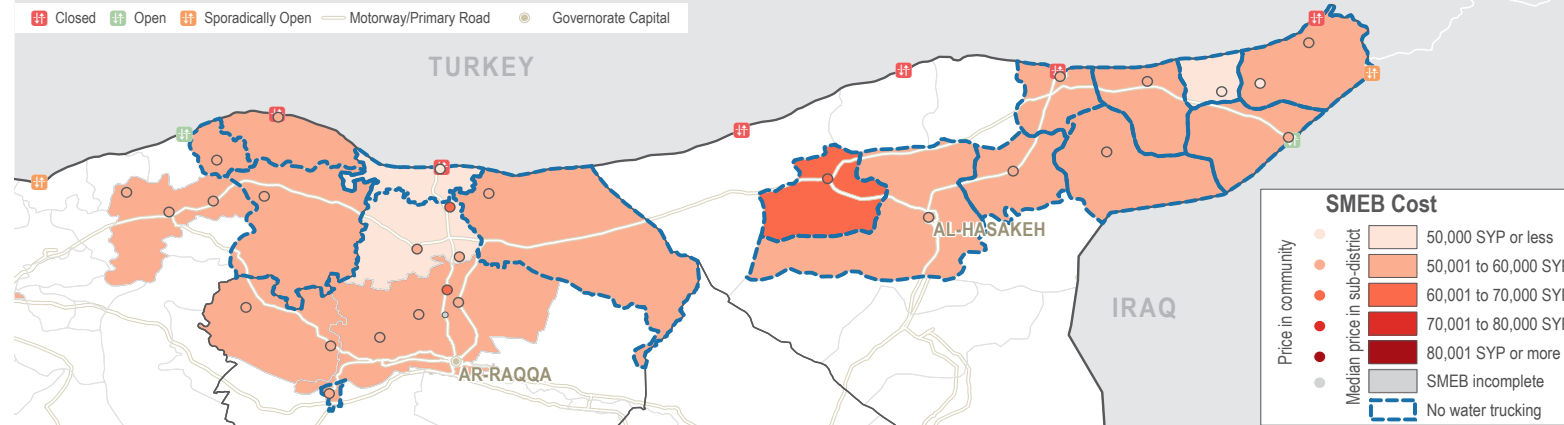 Closed Open Sporadically Open Motorway/Primary Road Governorate Capital
TURKEY
AL-HASAKEH
IRAQ
AR-RAQQA
SMEB Cost
Price in community
Median price in sub-district
50,000 SYP or less
50,001 to 60,000 SYP
60,001 to 70,000 SYP
70,001 to 80,000 SYP
80,001 SYP or more
SMEB incomplete
No water trucking